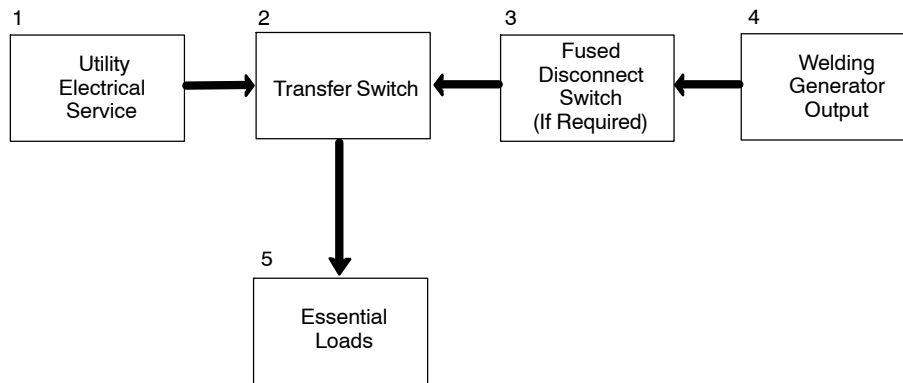 1
Utility
Electrical
Service
2
Transfer Switch
3
Fused
Disconnect
Switch
(If Required)
4
Welding
Generator
Output
5
Essential
Loads